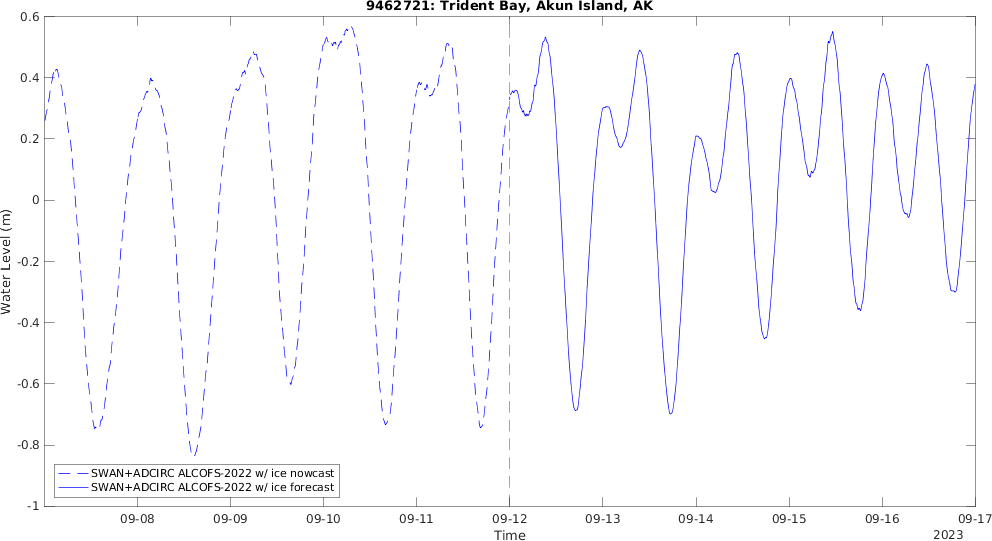 9462721: Trident Bay, Akun Island, AK
0.6
0.4
0.2
0
-0.2
-0.4
-0.6
-0.8
-1
Water Level (m)
SWAN+ADCIRC ALCOFS-2022 w/ ice nowcast
SWAN+ADCIRC ALCOFS-2022 w/ ice forecast
09-08 09-09 09-10 09-11 09-12 09-13 09-14 09-15 09-16 09-17
Time
2023